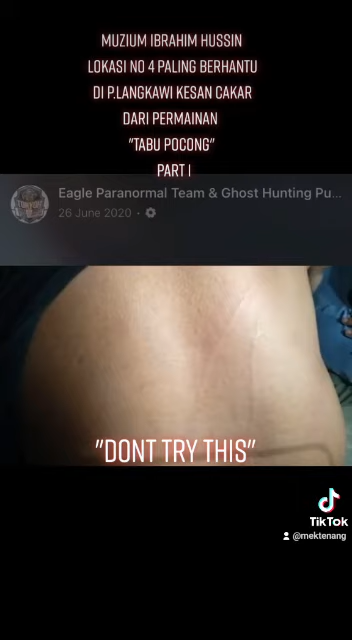 MUZIUM IBRAHIM HUSSIN
LOKASI NO 4 PALING BERHANTU
DI P.LANGKAWI KESAN CAKAR
DARI PERMAINAN
"TABU POCONG"
PART I
Eagle Paranormal Team & Ghost Hunting Pu...
26 June 2020 ·
"DONT TRY THIS"
TikTok
@mektenang